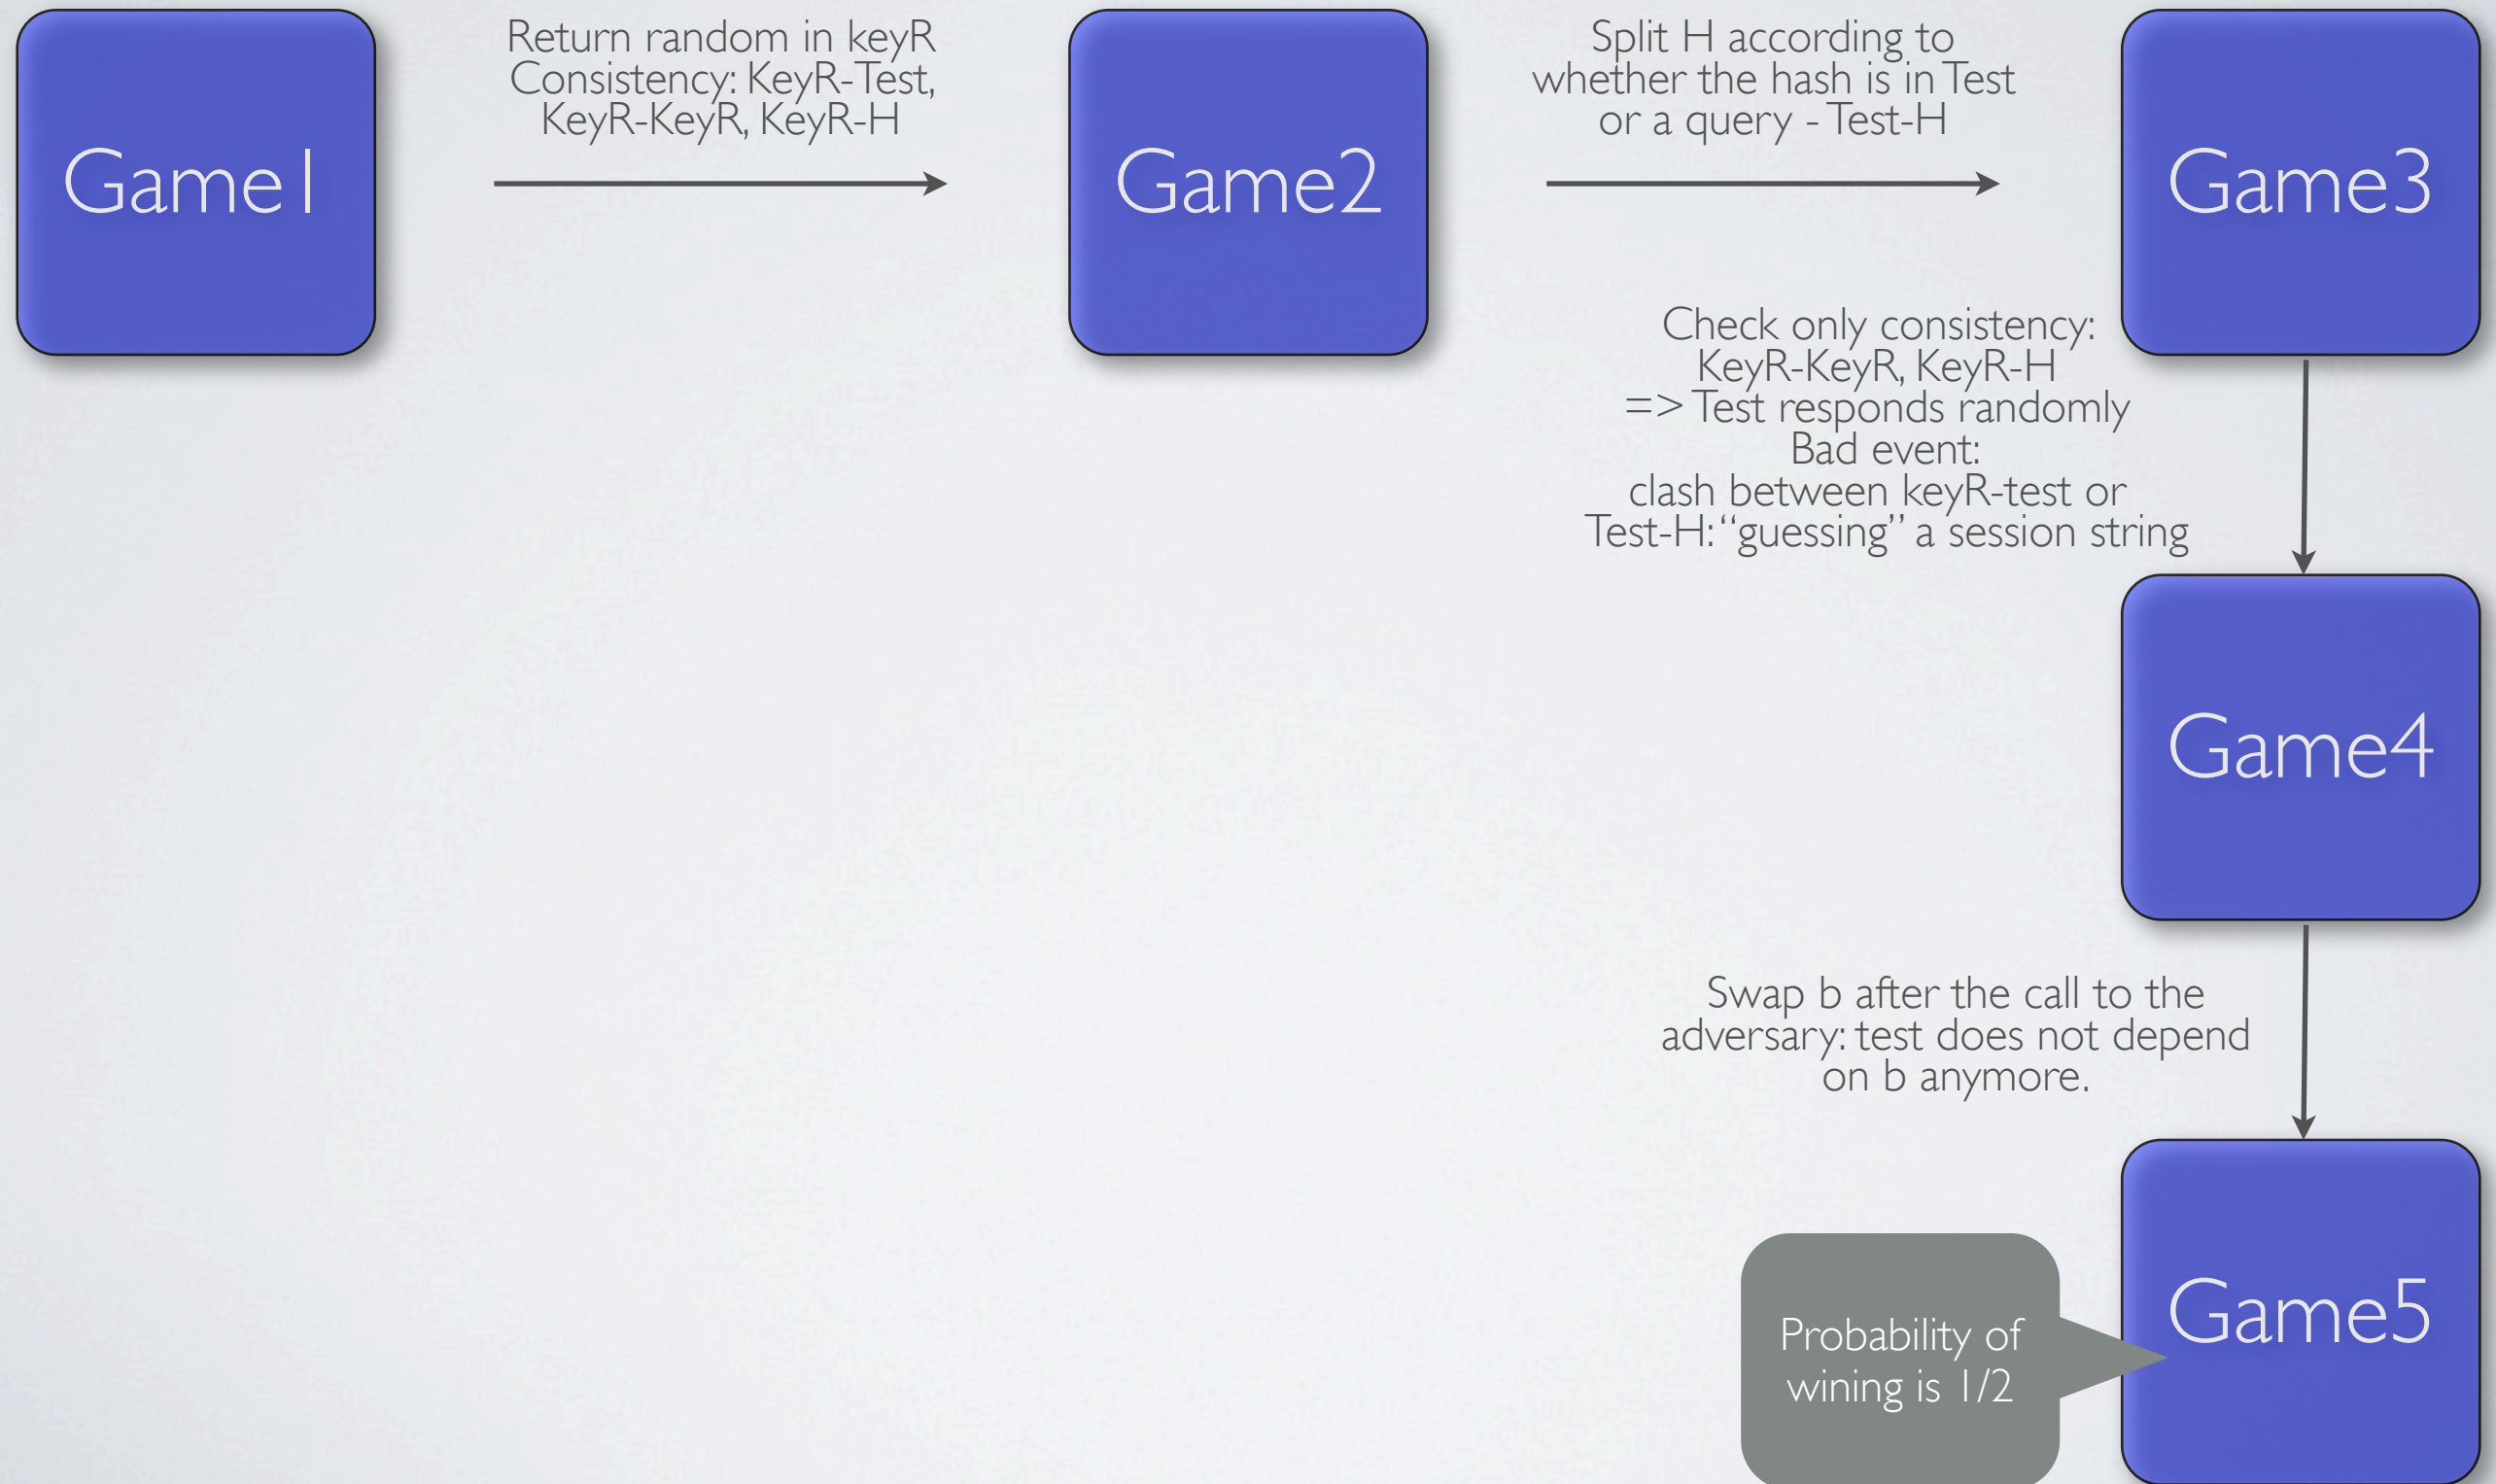 Game1
Return random in keyR
Consistency: KeyR-Test,
KeyR-KeyR, KeyR-H
Game2
Split H according to
whether the hash is in Test
or a query - Test-H
Game3
Check only consistency:
KeyR-KeyR, KeyR-H
=> Test responds randomly
Bad event:
clash between keyR-test or
Test-H: “guessing” a session string
Game4
Swap b after the call to the
adversary: test does not depend
on b anymore.
Game5
Probability of
wining is 1/2